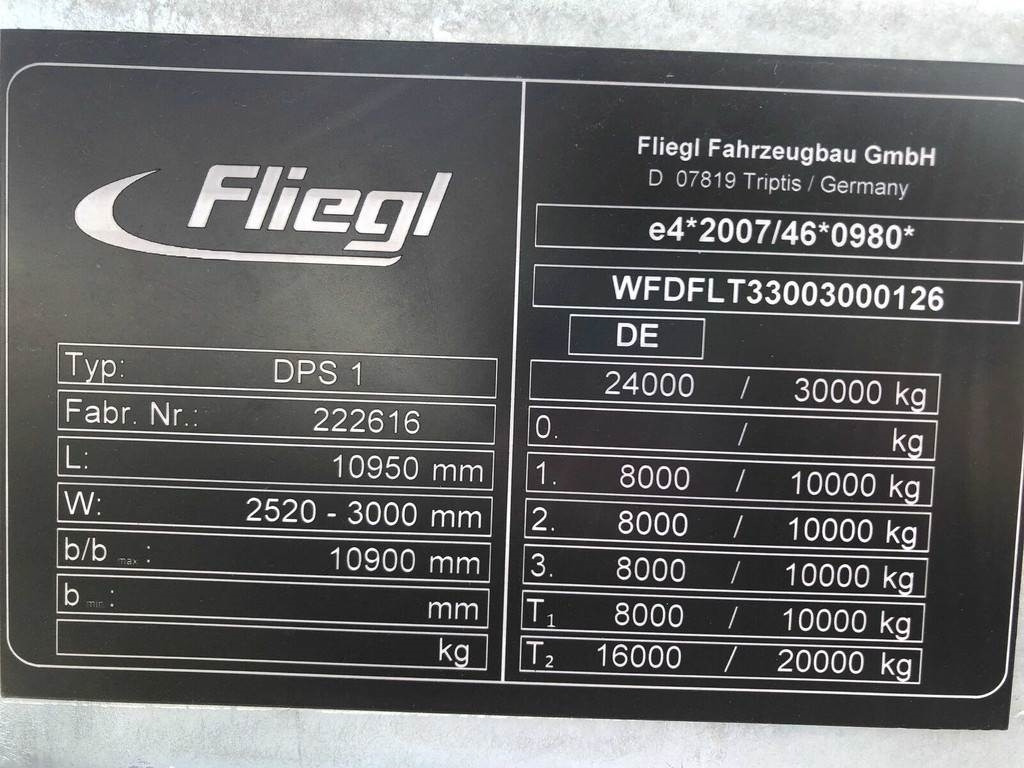 Fliegl
Typ: DPS 1
Fabr. Nr.: 222616
L: 10950 mm
W: 2520 - 3000 mm
b/b max : 10900 mm
b min : mm
kg
Fliegl Fahrzeugbau GmbH
D 07819 Triptis / Germany
e4*2007/46*0980*
WFDFLT33003000126
DE
24000 / 30000 kg
0. / kg
1. 8000 / 10000 kg
2. 8000 / 10000 kg
3. 8000 / 10000 kg
T1 8000 / 10000 kg
T2 16000 / 20000 kg